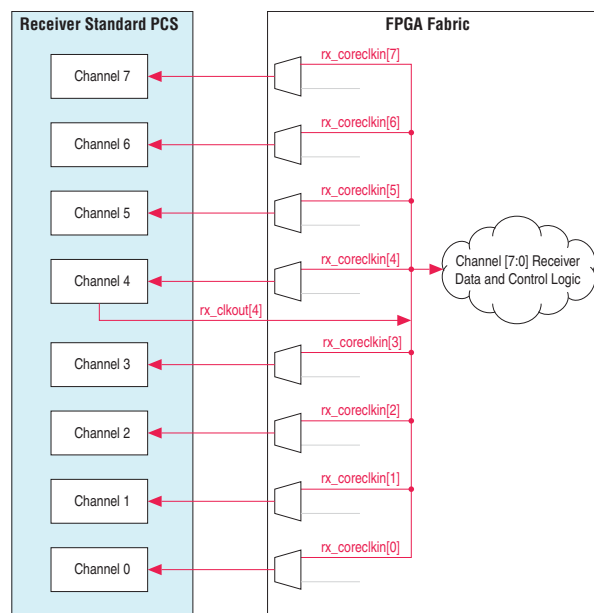 Receiver Standard PCS
FPGA Fabric
Channel 7
rx_coreclkin[7]
Channel 6
rx_coreclkin[6]
Channel 5
rx_coreclkin[5]
Channel 4
rx_coreclkin[4]
Channel [7:0] Receiver
Data and Control Logic
rx_clkout[4]
Channel 3
rx_coreclkin[3]
Channel 2
rx_coreclkin[2]
Channel 1
rx_coreclkin[1]
Channel 0
rx_coreclkin[0]